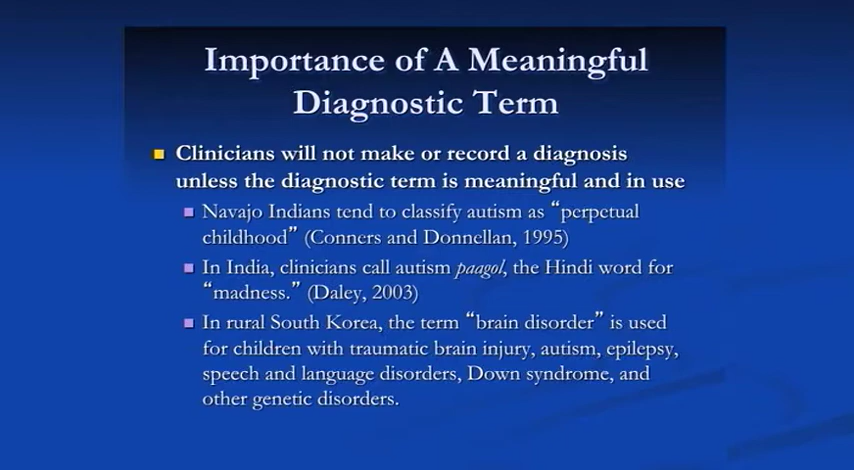 Importance of A Meaningful
Diagnostic Term
Clinicians will not make or record a diagnosis
unless the diagnostic term is meaningful and in use
Navajo Indians tend to classify autism as “perpetual
childhood” (Conners and Donnellan, 1995)
In India, clinicians call autism paagol, the Hindi word for
“madness.” (Daley, 2003)
In rural South Korea, the term “brain disorder” is used
for children with traumatic brain injury, autism, epilepsy,
speech and language disorders, Down syndrome, and
other genetic disorders.